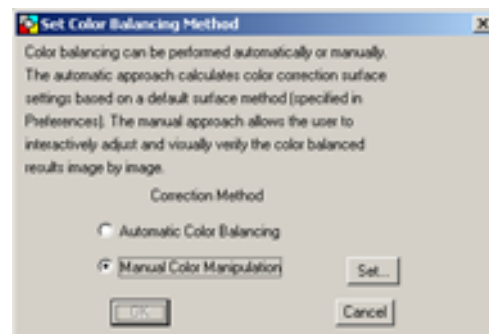 Set Color Balancing Method
Color balancing can be performed automatically or manually.
The automatic approach calculates color correction surface
settings based on a default surface method (specified in
Preferences). The manual approach allows the user to
interactively adjust and visually verify the color balanced
results image by image.
Correction Method
Automatic Color Balancing
Manual Color Manipulation
Set...
OK
Cancel